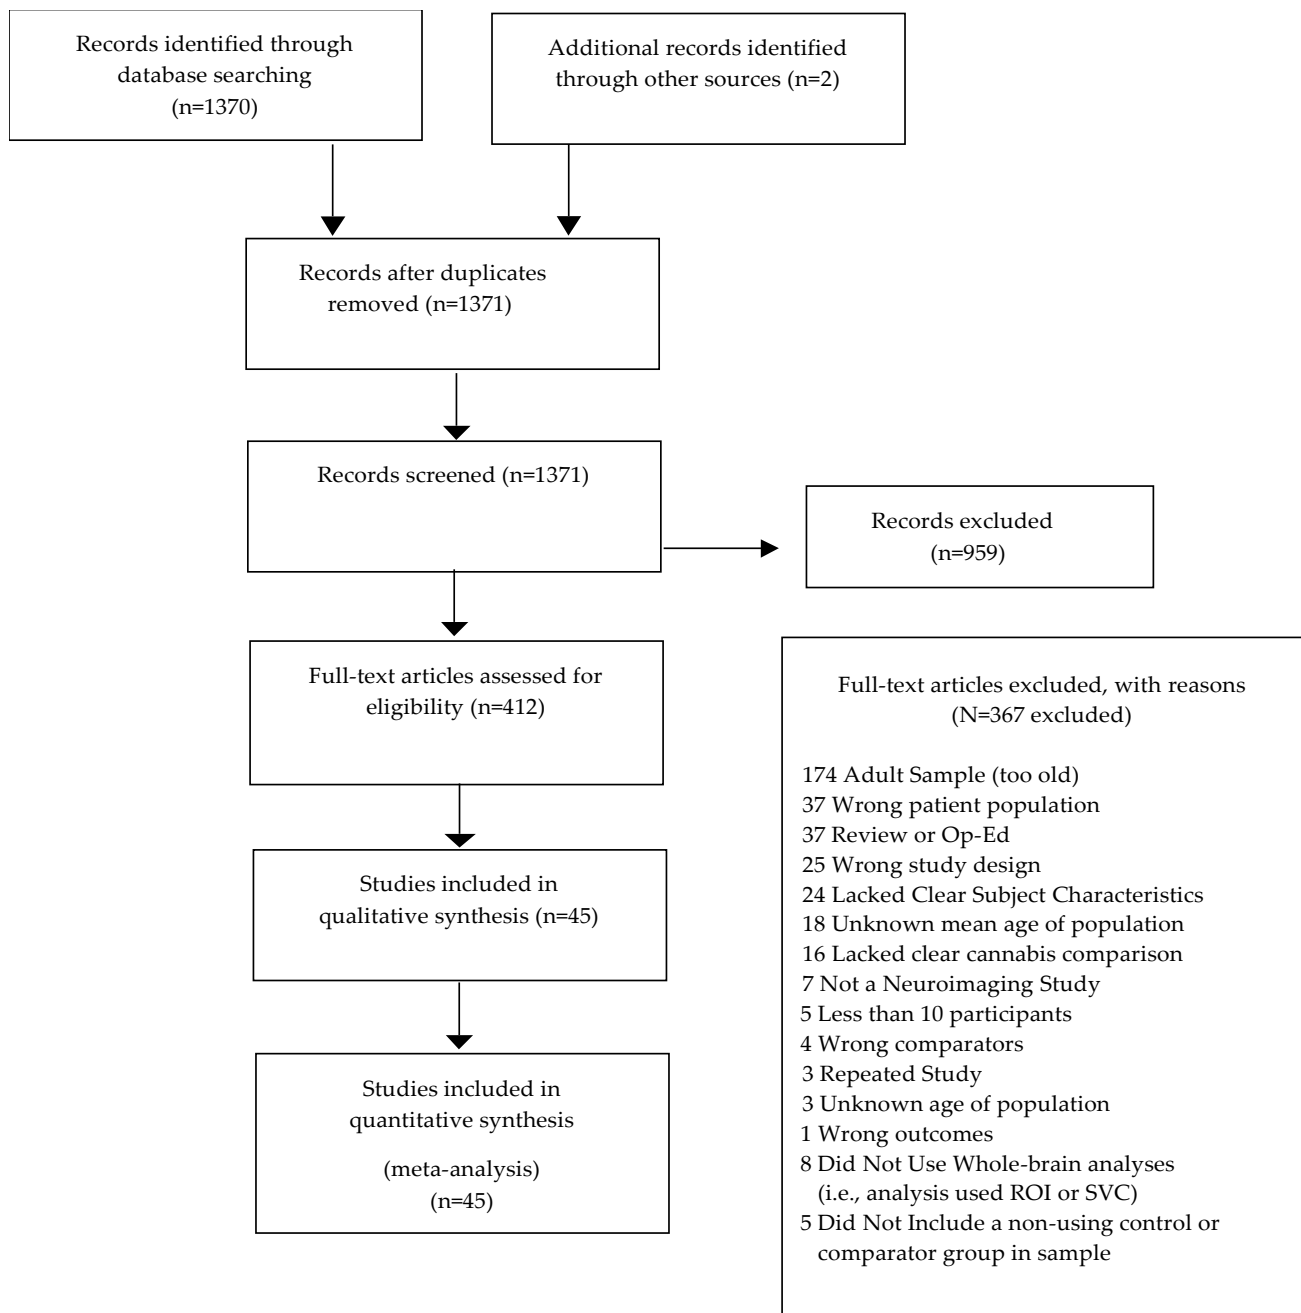 Records identified through
database searching
(n=1370)
Additional records identified
through other sources (n=2)
Records after duplicates
removed (n=1371)
Records screened (n=1371)
Records excluded
(n=959)
Full-text articles assessed for
eligibility (n=412)
Full-text articles excluded, with reasons
(N=367 excluded)
174 Adult Sample (too old)
37 Wrong patient population
37 Review or Op-Ed
25 Wrong study design
24 Lacked Clear Subject Characteristics
18 Unknown mean age of population
16 Lacked clear cannabis comparison
7 Not a Neuroimaging Study
5 Less than 10 participants
4 Wrong comparators
3 Repeated Study
3 Unknown age of population
1 Wrong outcomes
8 Did Not Use Whole-brain analyses
(i.e., analysis used ROI or SVC)
5 Did Not Include a non-using control or
comparator group in sample
Studies included in
qualitative synthesis (n=45)
Studies included in
quantitative synthesis
(meta-analysis)
(n=45)